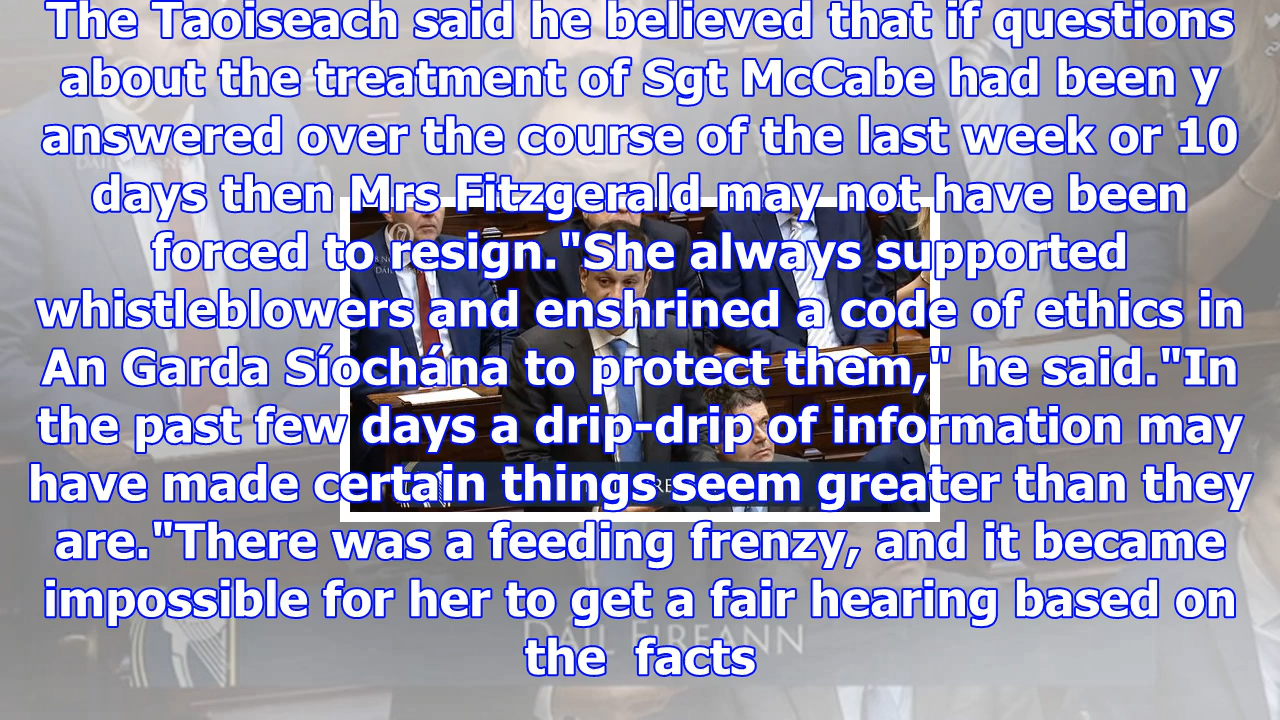 The Taoiseach said he believed that if questions
about the treatment of Sgt McCabe had been y
answered over the course of the last week or 10
days then Mrs Fitzgerald may not have been
forced to resign."She always supported
whistleblowers and enshrined a code of ethics in
An Garda Síochána to protect them," he said."In
the past few days a drip-drip of information may
have made certain things seem greater than they
are."There was a feeding frenzy, and it became
impossible for her to get a fair hearing based on
the  facts
DÁIL ÉIREANN